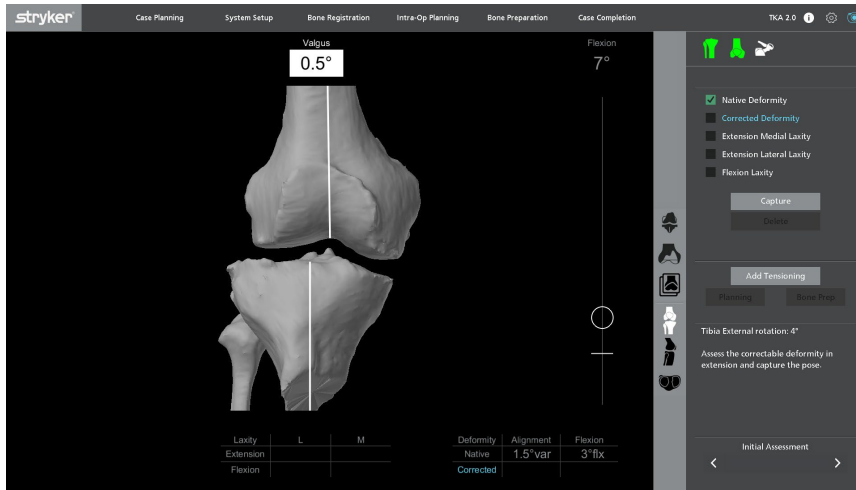 stryker
Case Planning System Setup Bone Registration Intra-Op Planning Bone Preparation Case Completion TKA 2.0
Valgus
0.5°
Flexion
7°
Native Deformity
Corrected Deformity
Extension Medial Laxity
Extension Lateral Laxity
Flexion Laxity
Capture
Delete
Add Tensioning
Planning Bone Prep
Tibia External rotation: 4°
Assess the correctable deformity in
extension and capture the pose.
Laxity L M
Extension
Flexion
Deformity Alignment Flexion
Native 1.5°var 3°flx
Corrected
Initial Assessment